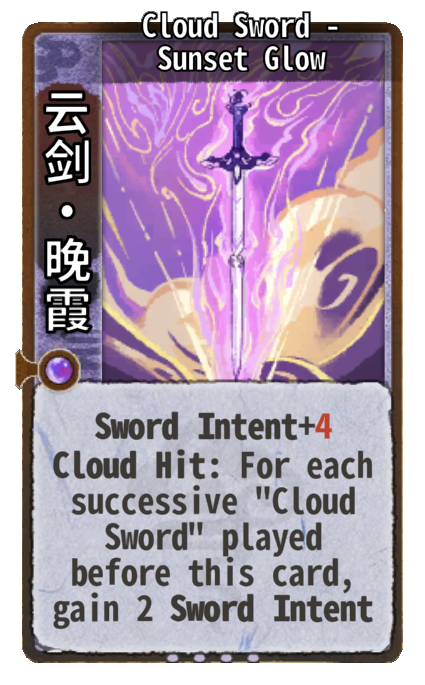 Cloud Sword -
Sunset Glow
云剑·晚霞
Sword Intent+4
Cloud Hit: For each
successive "Cloud
Sword" played
before this card,
gain 2 Sword Intent